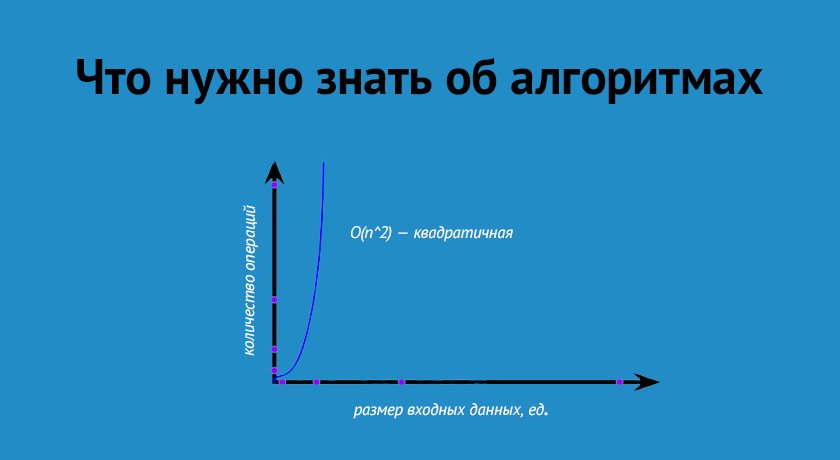 Что нужно знать об алгоритмах
количество операций
O(n^2) — квадратичная
размер входных данных, ед.